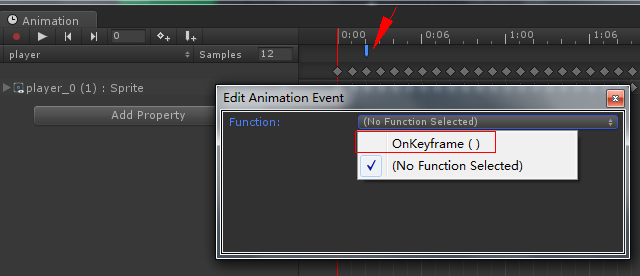 Animation
0
0:00
0:06
1:00
1:06
player
Samples
12
player_0 (1) : Sprite
Add Property
Edit Animation Event
Function:
(No Function Selected)
OnKeyframe ( )
(No Function Selected)